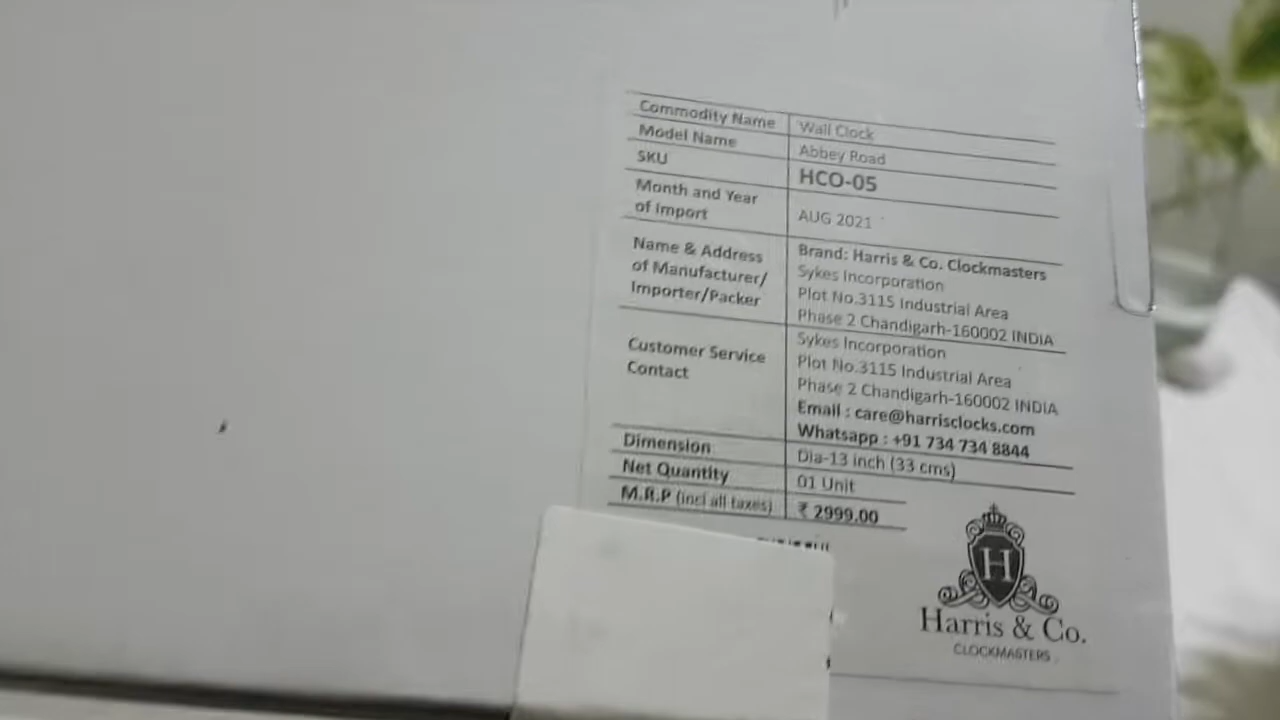 Commodity Name Wall Clock
Model Name Abbey Road
SKU HCO-05
Month and Year
of Import AUG 2021
Name & Address
of Manufacturer/
Importer/Packer
Brand: Harris & Co. Clockmasters
Sykes Incorporation
Plot No.3115 Industrial Area
Phase 2 Chandigarh-160002 INDIA
Customer Service
Contact
Sykes Incorporation
Plot No.3115 Industrial Area
Phase 2 Chandigarh-160002 INDIA
Email : care@harrisclocks.com
Whatsapp : +91 734 734 8844
Dimension Dia-13 inch (33 cms)
Net Quantity 01 Unit
M.R.P (incl all taxes) ₹ 2999.00
H
Harris & Co.
CLOCKMASTERS